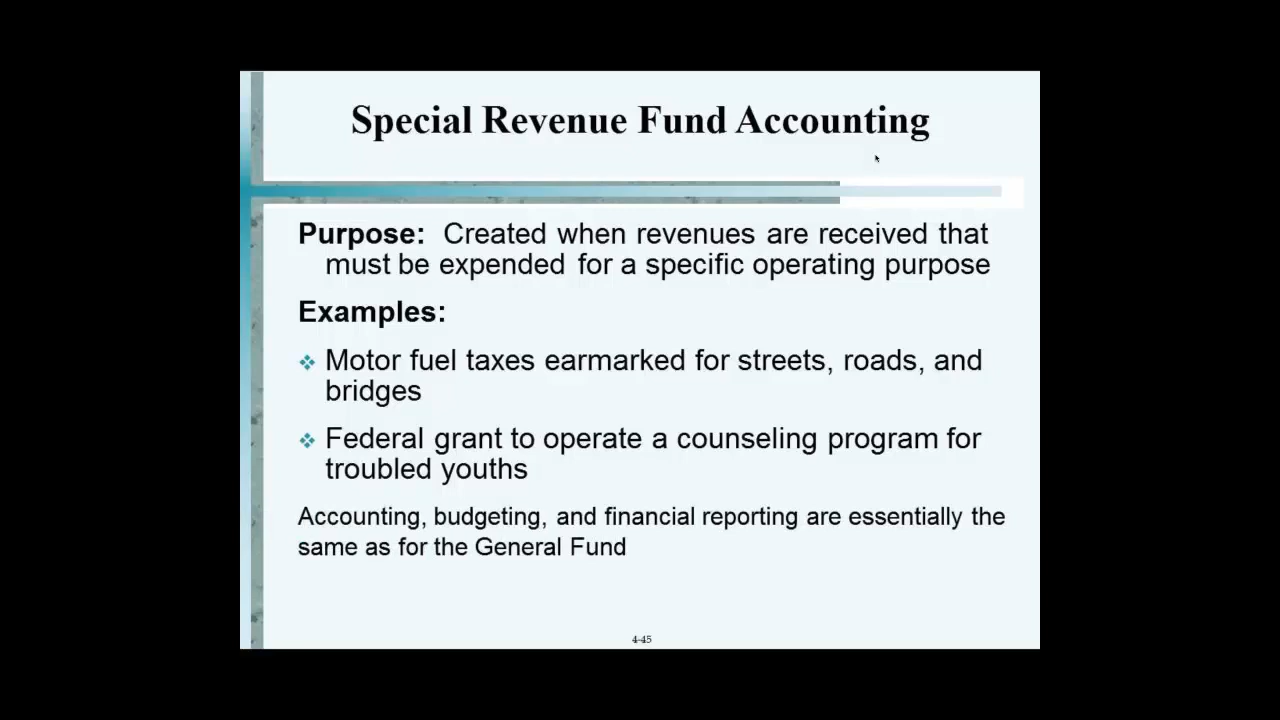 Special Revenue Fund Accounting
Purpose: Created when revenues are received that
must be expended for a specific operating purpose
Examples:
Motor fuel taxes earmarked for streets, roads, and
bridges
Federal grant to operate a counseling program for
troubled youths
Accounting, budgeting, and financial reporting are essentially the
same as for the General Fund
4-45